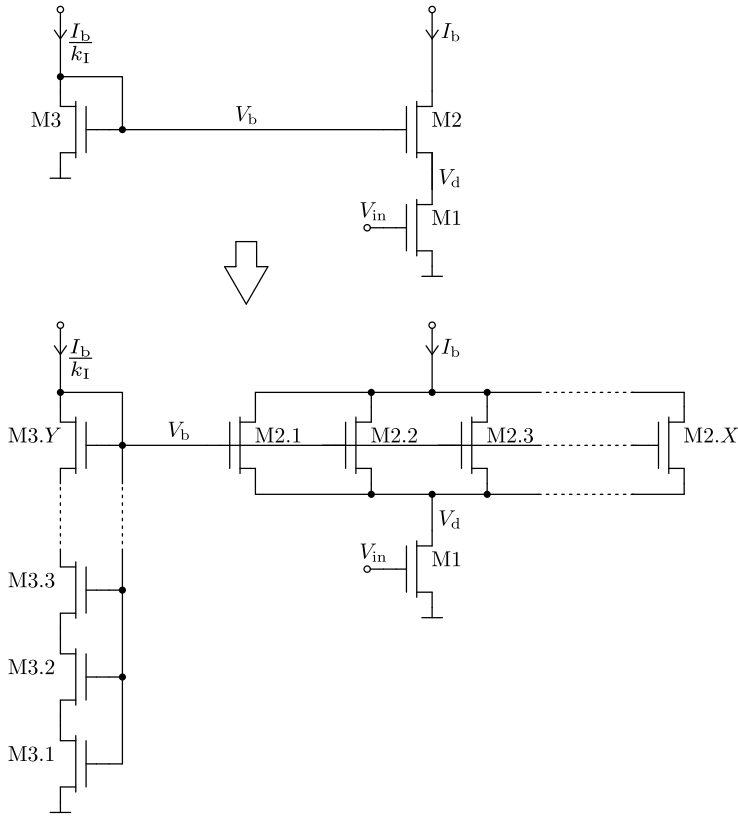 I_b/k_I
I_b
M3
V_b
M2
V_d
V_in
M1
I_b/k_I
I_b
M3.Y
V_b
M2.1
M2.2
M2.3
M2.X
V_d
V_in
M1
M3.3
M3.2
M3.1